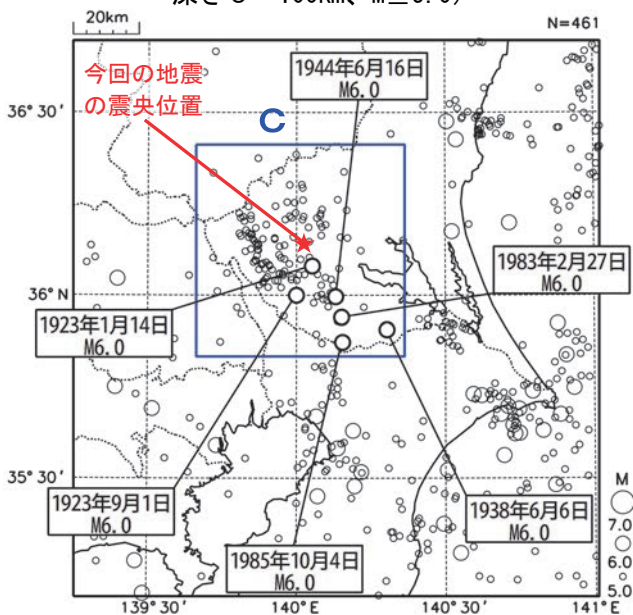 深さ0～100km、M≧5.0）
20km
N=461
今回の地震
の震央位置
C
1944年6月16日
M6.0
36°30′
1983年2月27日
M6.0
36°N
1923年1月14日
M6.0
35°30′
1923年9月1日
M6.0
1985年10月4日
M6.0
1938年6月6日
M6.0
M
7.0
6.0
5.0
139°30′E
140°E
140°30′E
141°E